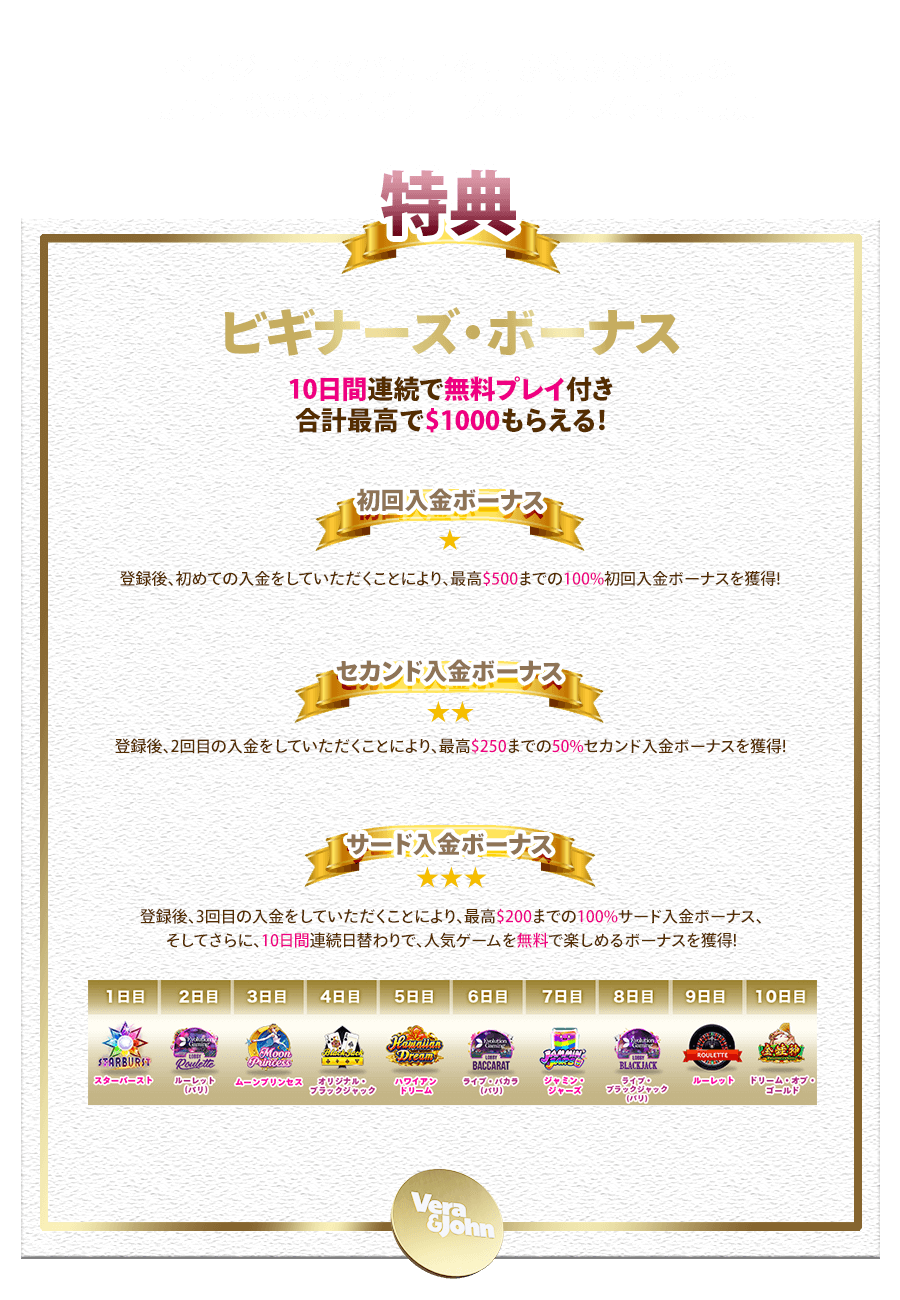 特典
ビギナーズ・ボーナス
10日間連続で無料プレイ付き
合計最高で$1000もらえる!
初回入金ボーナス
登録後、初めての入金をしていただくことにより、最高$500までの100%初回入金ボーナスを獲得!
セカンド入金ボーナス
登録後、2回目の入金をしていただくことにより、最高$250までの50%セカンド入金ボーナスを獲得!
サード入金ボーナス
登録後、3回目の入金をしていただくことにより、最高$200までの100%サード入金ボーナス、
そしてさらに、10日間連続日替わりで、人気ゲームを無料で楽しめるボーナスを獲得!
1日目 2日目 3日目 4日目 5日目 6日目 7日目 8日目 9日目 10日目
STARBURST
Evolution Gaming LOBBY Roulette
Moon Princess
BlackJack
Hawaiian Dream
Evolution Gaming LOBBY BACCARAT
JAMMIN' JARS
Evolution Gaming LOBBY BLACKJACK
ROULETTE
スターバースト
ルーレット
(パリ)
ムーンプリンセス
オリジナル・
ブラックジャック
ハワイアン
ドリーム
ライブ・バカラ
(パリ)
ジャミン・
ジャーズ
ライブ・
ブラックジャック
(パリ)
ルーレット
ドリーム・オブ・
ゴールド
Vera
&John